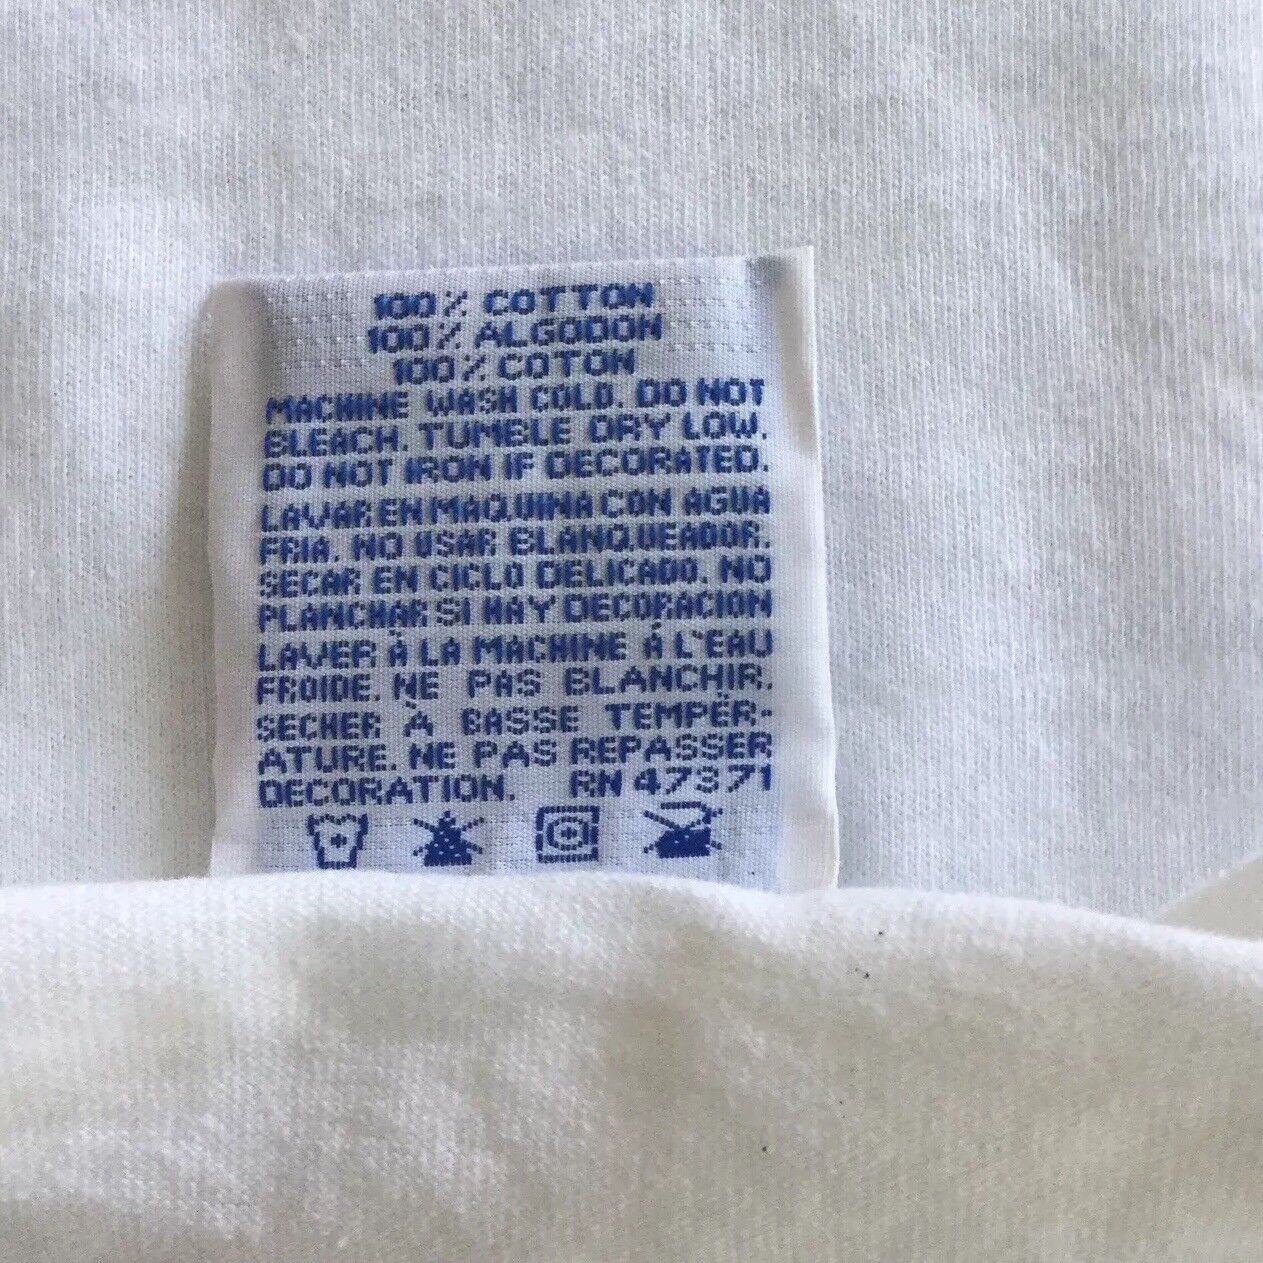 100% COTTON
100% ALGODON
100% COTON
MACHINE WASH COLD. DO NOT
BLEACH. TUMBLE DRY LOW.
DO NOT IRON IF DECORATED.
LAVAR EN MAQUINA CON AGUA
FRIA. NO USAR BLANQUEADOR.
SECAR EN CICLO DELICADO. NO
PLANCHAR SI HAY DECORACION
LAVER À LA MACHINE Á L'EAU
FROIDE. NE PAS BLANCHIR.
SECHER À BASSE TEMPËR-
ATURE. NE PAS REPASSER
DECORATION. RN 47371